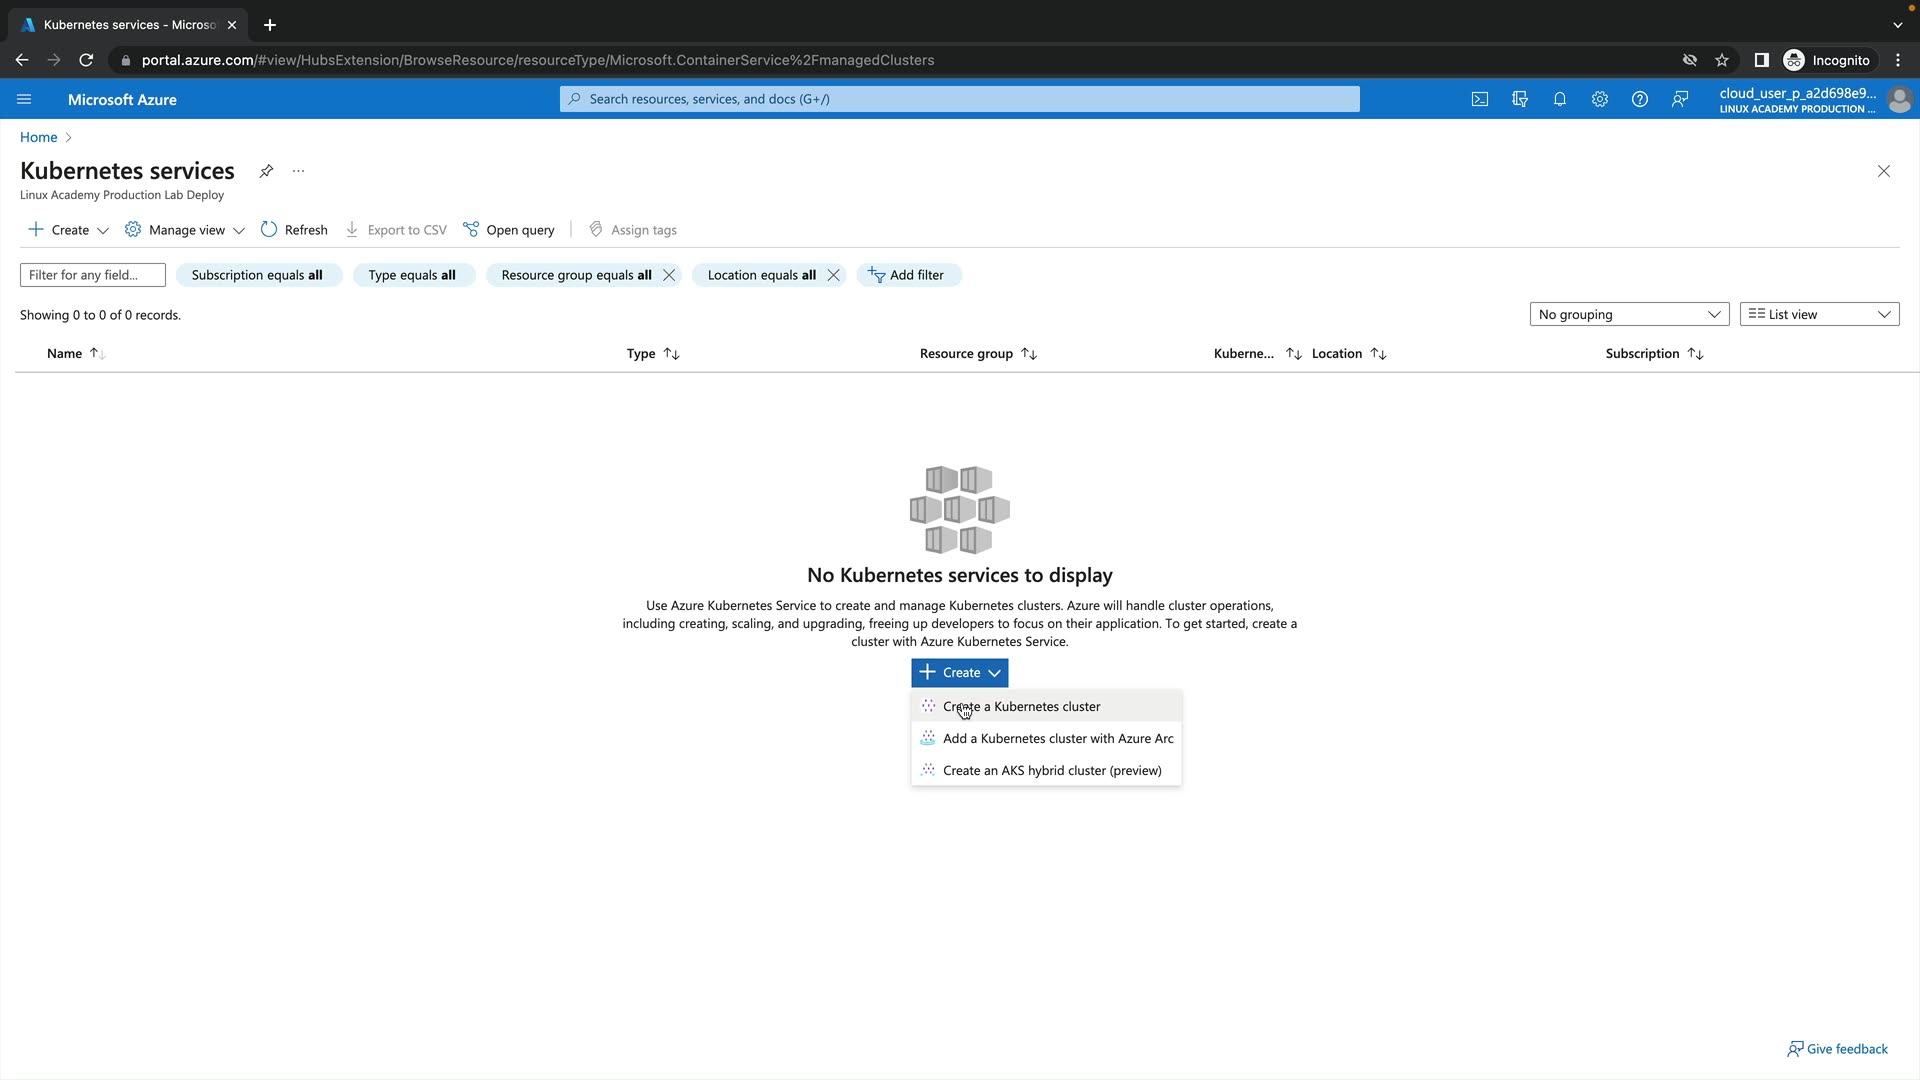 Kubernetes services - Microso
portal.azure.com/#view/HubsExtension/BrowseResource/resourceType/Microsoft.ContainerService%2FmanagedClusters
Incognito
Microsoft Azure
Search resources, services, and docs (G+/)
cloud_user_p_a2d698e9...
LINUX ACADEMY PRODUCTION ...
Home
Kubernetes services
Linux Academy Production Lab Deploy
Create
Manage view
Refresh
Export to CSV
Open query
Assign tags
Filter for any field...
Subscription equals all
Type equals all
Resource group equals all
Location equals all
Add filter
Showing 0 to 0 of 0 records.
No grouping
List view
Name
Type
Resource group
Kuberne...
Location
Subscription
No Kubernetes services to display
Use Azure Kubernetes Service to create and manage Kubernetes clusters. Azure will handle cluster operations,
including creating, scaling, and upgrading, freeing up developers to focus on their application. To get started, create a
cluster with Azure Kubernetes Service.
Create
Create a Kubernetes cluster
Add a Kubernetes cluster with Azure Arc
Create an AKS hybrid cluster (preview)
Give feedback